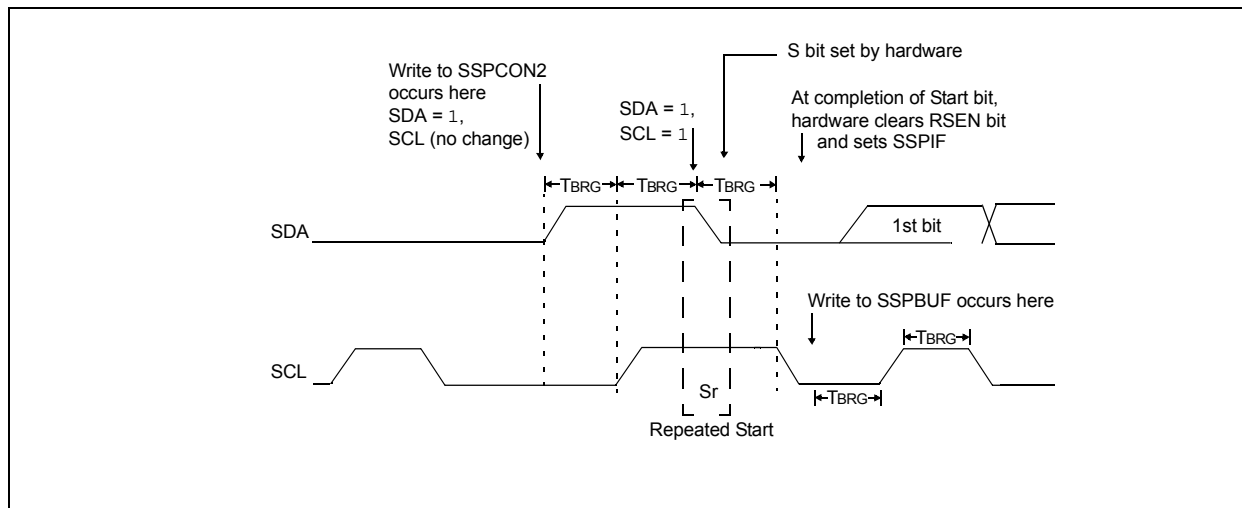 S bit set by hardware
Write to SSPCON2
occurs here
SDA = 1,
SCL (no change)
SDA = 1,
SCL = 1
At completion of Start bit,
hardware clears RSEN bit
and sets SSPIF
TBRG TBRG TBRG
SDA
1st bit
Write to SSPBUF occurs here
TBRG
SCL
Sr
TBRG
Repeated Start